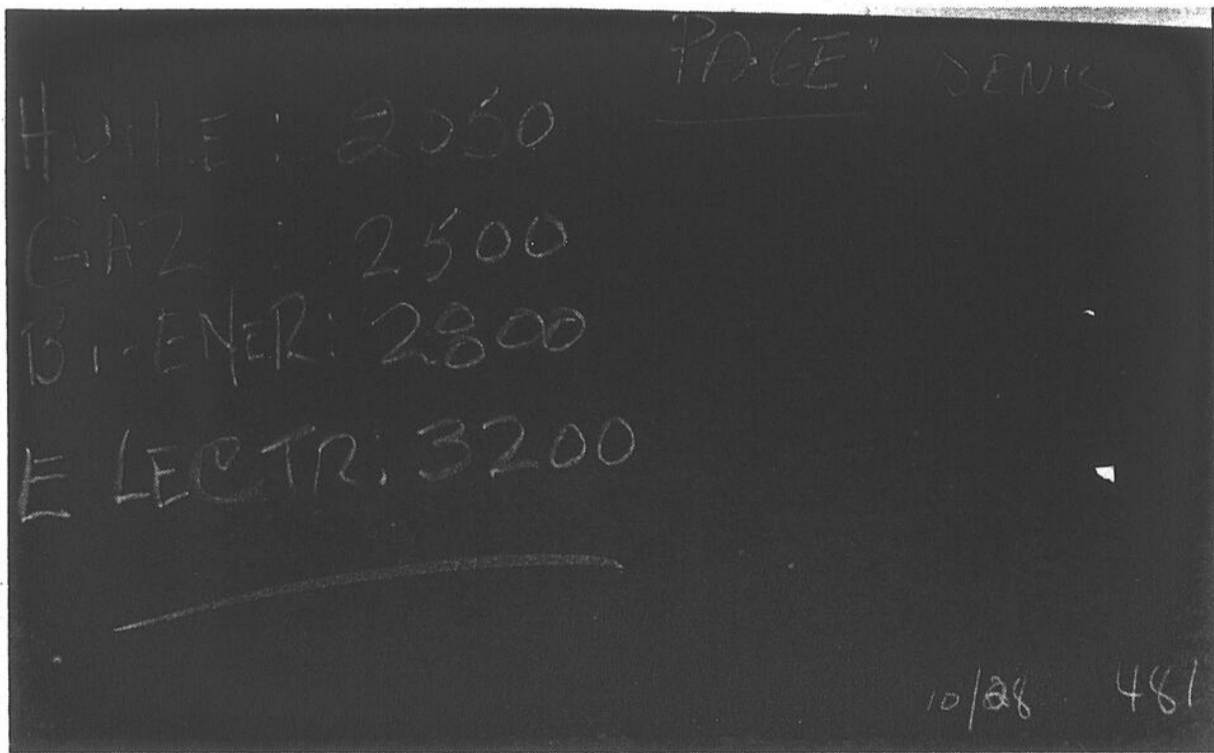 PAGE: DENIS
HUILE : 2050
GAZ : 2500
BI-ENER: 2800
ELECTR: 3200
10/28 481